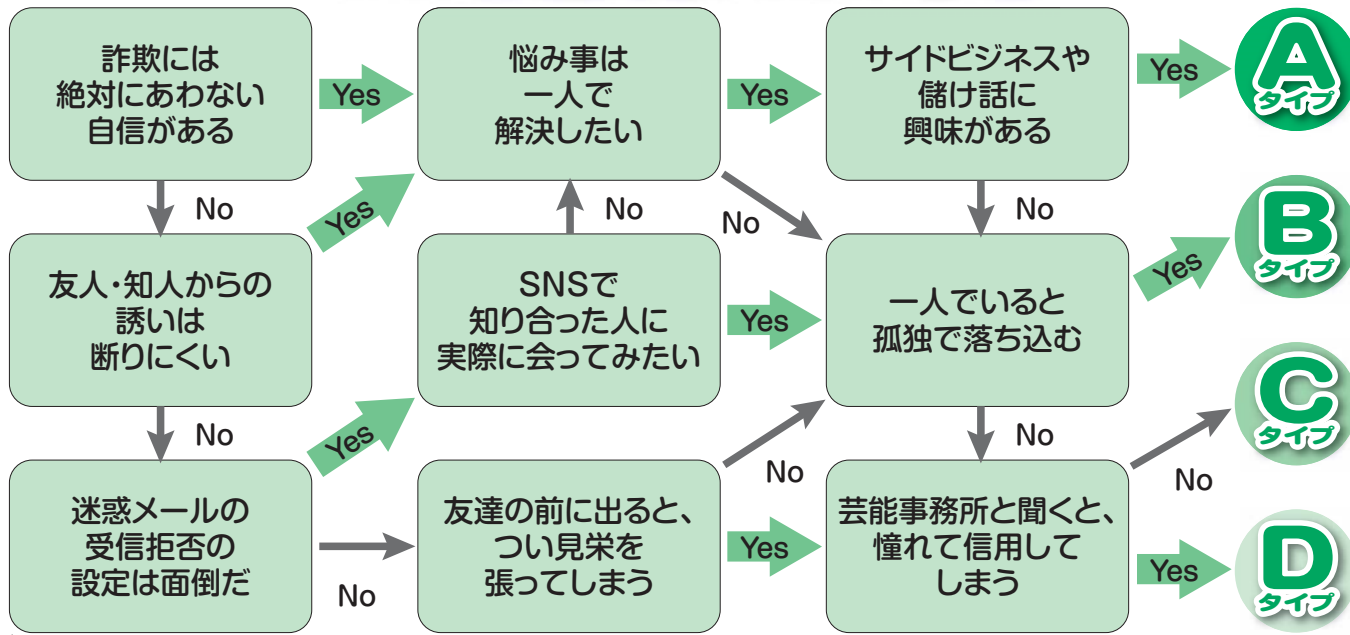 詐欺には
絶対にあわない
自信がある
Yes
悩み事は
一人で
解決したい
Yes
サイドビジネスや
儲け話に
興味がある
Yes
A
タイプ
No
Yes
No
No
No
友人・知人からの
誘いは
断りにくい
SNSで
知り合った人に
実際に会ってみたい
Yes
一人でいると
孤独で落ち込む
Yes
B
タイプ
No
Yes
No
No
No
C
タイプ
迷惑メールの
受信拒否の
設定は面倒だ
No
友達の前に出ると、
つい見栄を
張ってしまう
Yes
芸能事務所と聞くと、
憧れて信用して
しまう
Yes
D
タイプ